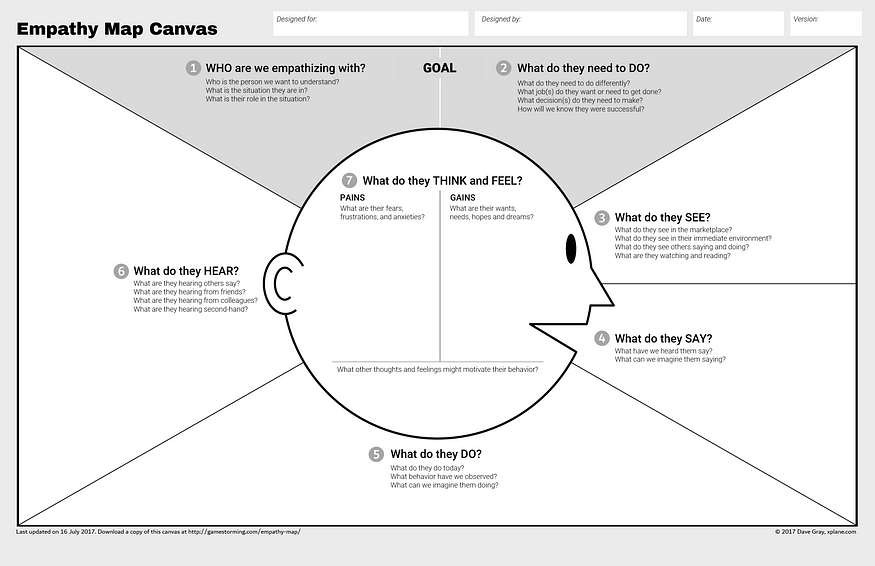 Empathy Map Canvas
Designed for:
Designed by:
Date:
Version:
1 WHO are we empathizing with?
Who is the person we want to understand?
What is the situation they are in?
What is their role in the situation?
GOAL
2 What do they need to DO?
What do they need to do differently?
What job(s) do they want or need to get done?
What decision(s) do they need to make?
How will we know they were successful?
3 What do they SEE?
What do they see in the marketplace?
What do they see in their immediate environment?
What do they see others saying and doing?
What are they watching and reading?
4 What do they SAY?
What have we heard them say?
What can we imagine them saying?
5 What do they DO?
What do they do today?
What behavior have we observed?
What can we imagine them doing?
6 What do they HEAR?
What are they hearing others say?
What are they hearing from friends?
What are they hearing from colleagues?
What are they hearing second-hand?
7 What do they THINK and FEEL?
PAINS
What are their fears,
frustrations, and anxieties?
GAINS
What are their wants,
needs, hopes and dreams?
What other thoughts and feelings might motivate their behavior?
Last updated on 16 July 2017. Download a copy of this canvas at http://gamestorming.com/empathy-map/
© 2017 Dave Gray, xplane.com